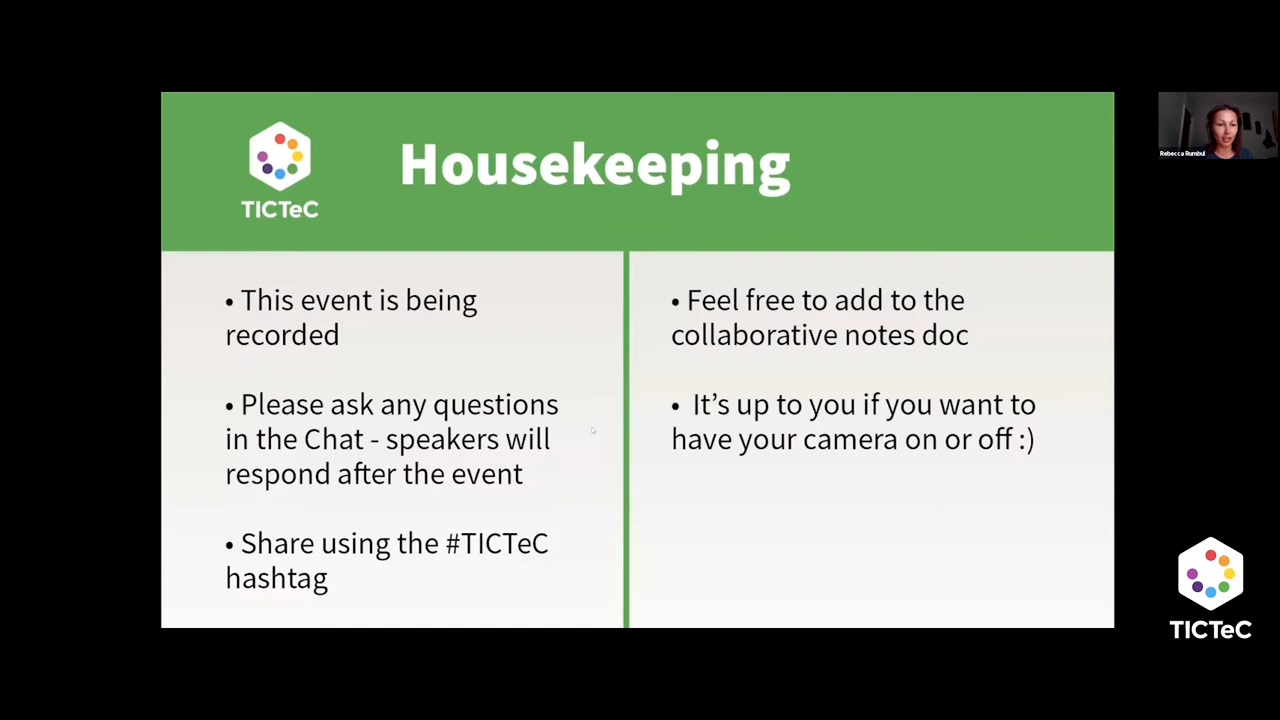 TICTeC
Housekeeping
• This event is being
recorded
• Please ask any questions
in the Chat - speakers will
respond after the event
• Share using the #TICTeC
hashtag
• Feel free to add to the
collaborative notes doc
• It’s up to you if you want to
have your camera on or off :)
Rebecca Rumbul
TICTeC